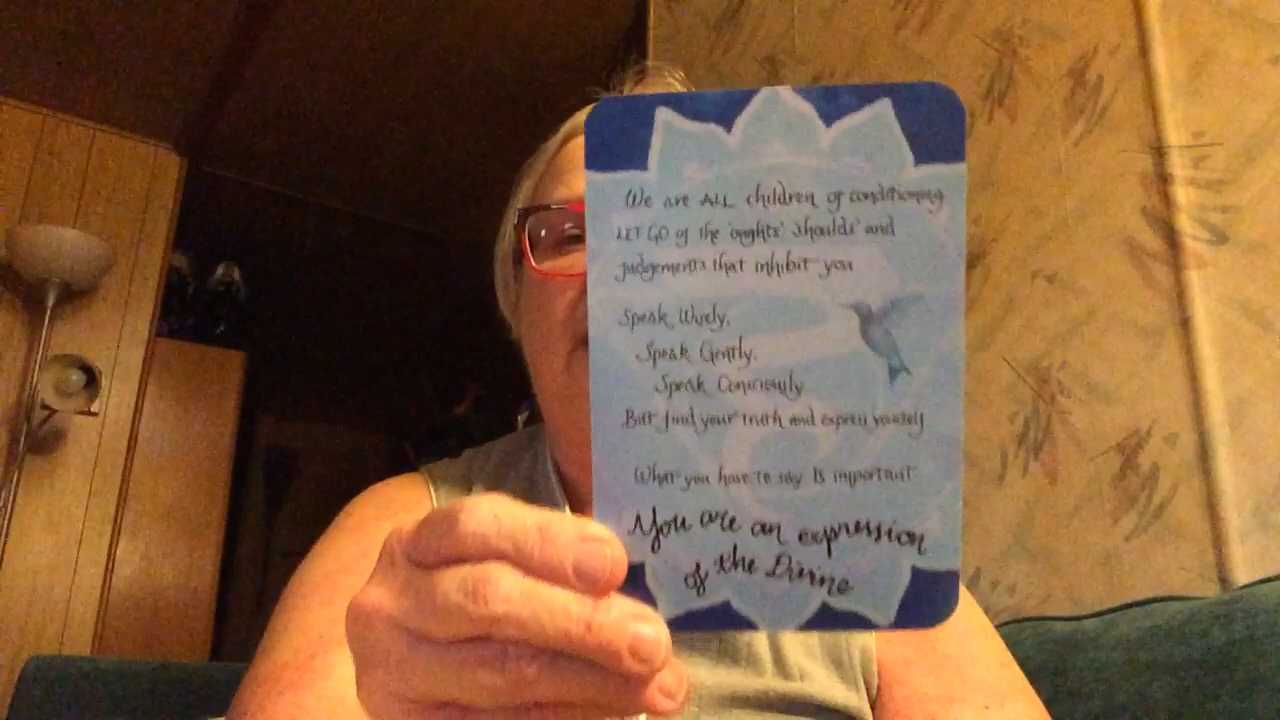 We are ALL children of conditioning
LET GO of the 'oughts' 'shoulds' and
judgements that inhibit you
Speak Wisely,
Speak Gently,
Speak Consciously
But find your truth and express yourself
What you have to say Is important
You are an expression
of the Divine